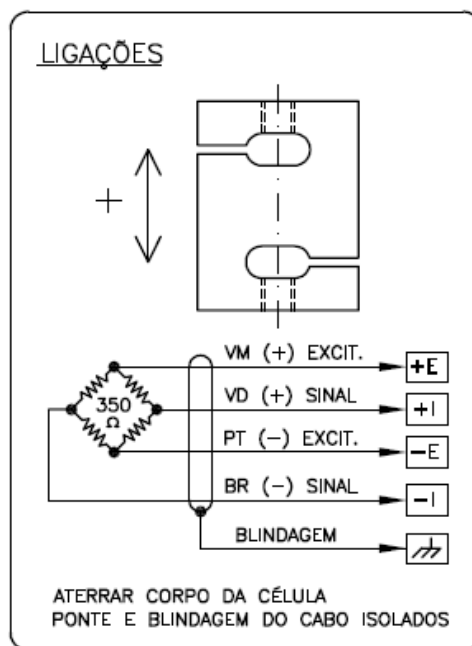 LIGAÇÕES
+
VM (+) EXCIT.
+E
350
Ω
VD (+) SINAL
+I
PT (−) EXCIT.
−E
BR (−) SINAL
−I
BLINDAGEM
ATERRAR CORPO DA CÉLULA
PONTE E BLINDAGEM DO CABO ISOLADOS